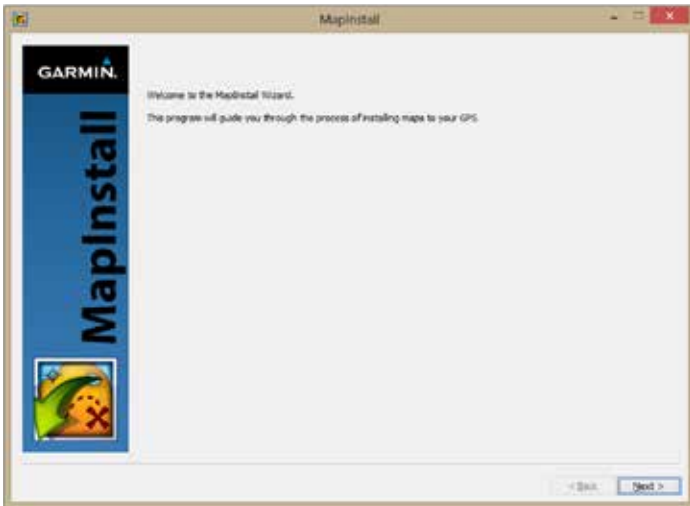 MapInstall
GARMIN.
MapInstall
Welcome to the MapInstall Wizard.
This program will guide you through the process of installing maps to your GPS.
< Back
Next >